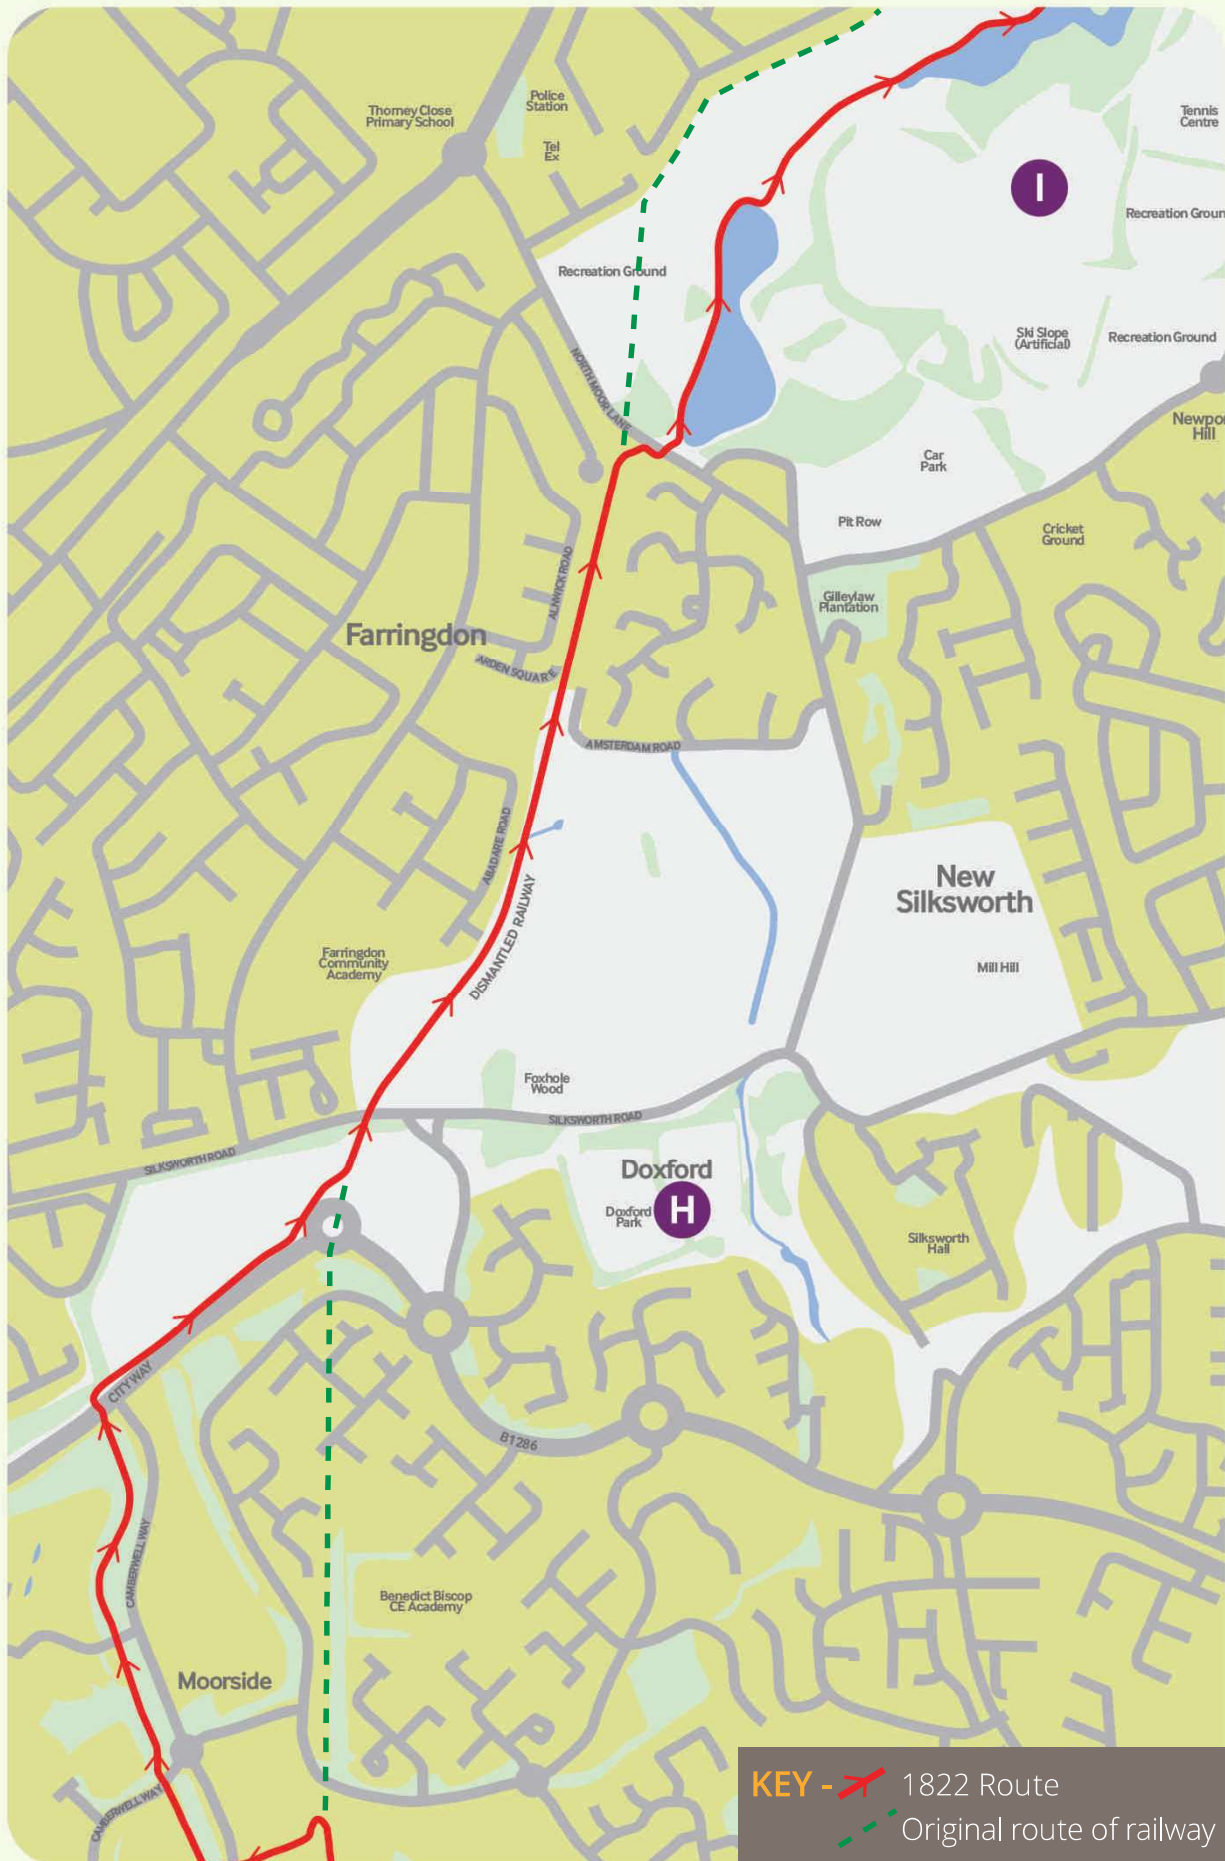 Thorney Close
Primary School
Police
Station
Tel
Ex
Tennis
Centre
I
Recreation Groun
Recreation Ground
Ski Slope
(Artificial)
Recreation Ground
NORTH MOOR LANE
Newpo
Hill
Car
Park
Pit Row
Cricket
Ground
ALNWICK ROAD
Gilleylaw
Plantation
Farringdon
ARDEN SQUARE
AMSTERDAM ROAD
ABADARE ROAD
DISMANTLED RAILWAY
New
Silksworth
Farringdon
Community
Academy
Mill Hill
Foxhole
Wood
SILKSWORTH ROAD
SILKSWORTH ROAD
Doxford
Doxford
Park
H
Silksworth
Hall
CITY WAY
B1286
CAMBERWELL WAY
Benedict Biscop
CE Academy
Moorside
CAMBERWELL WAY
KEY - 1822 Route
Original route of railway